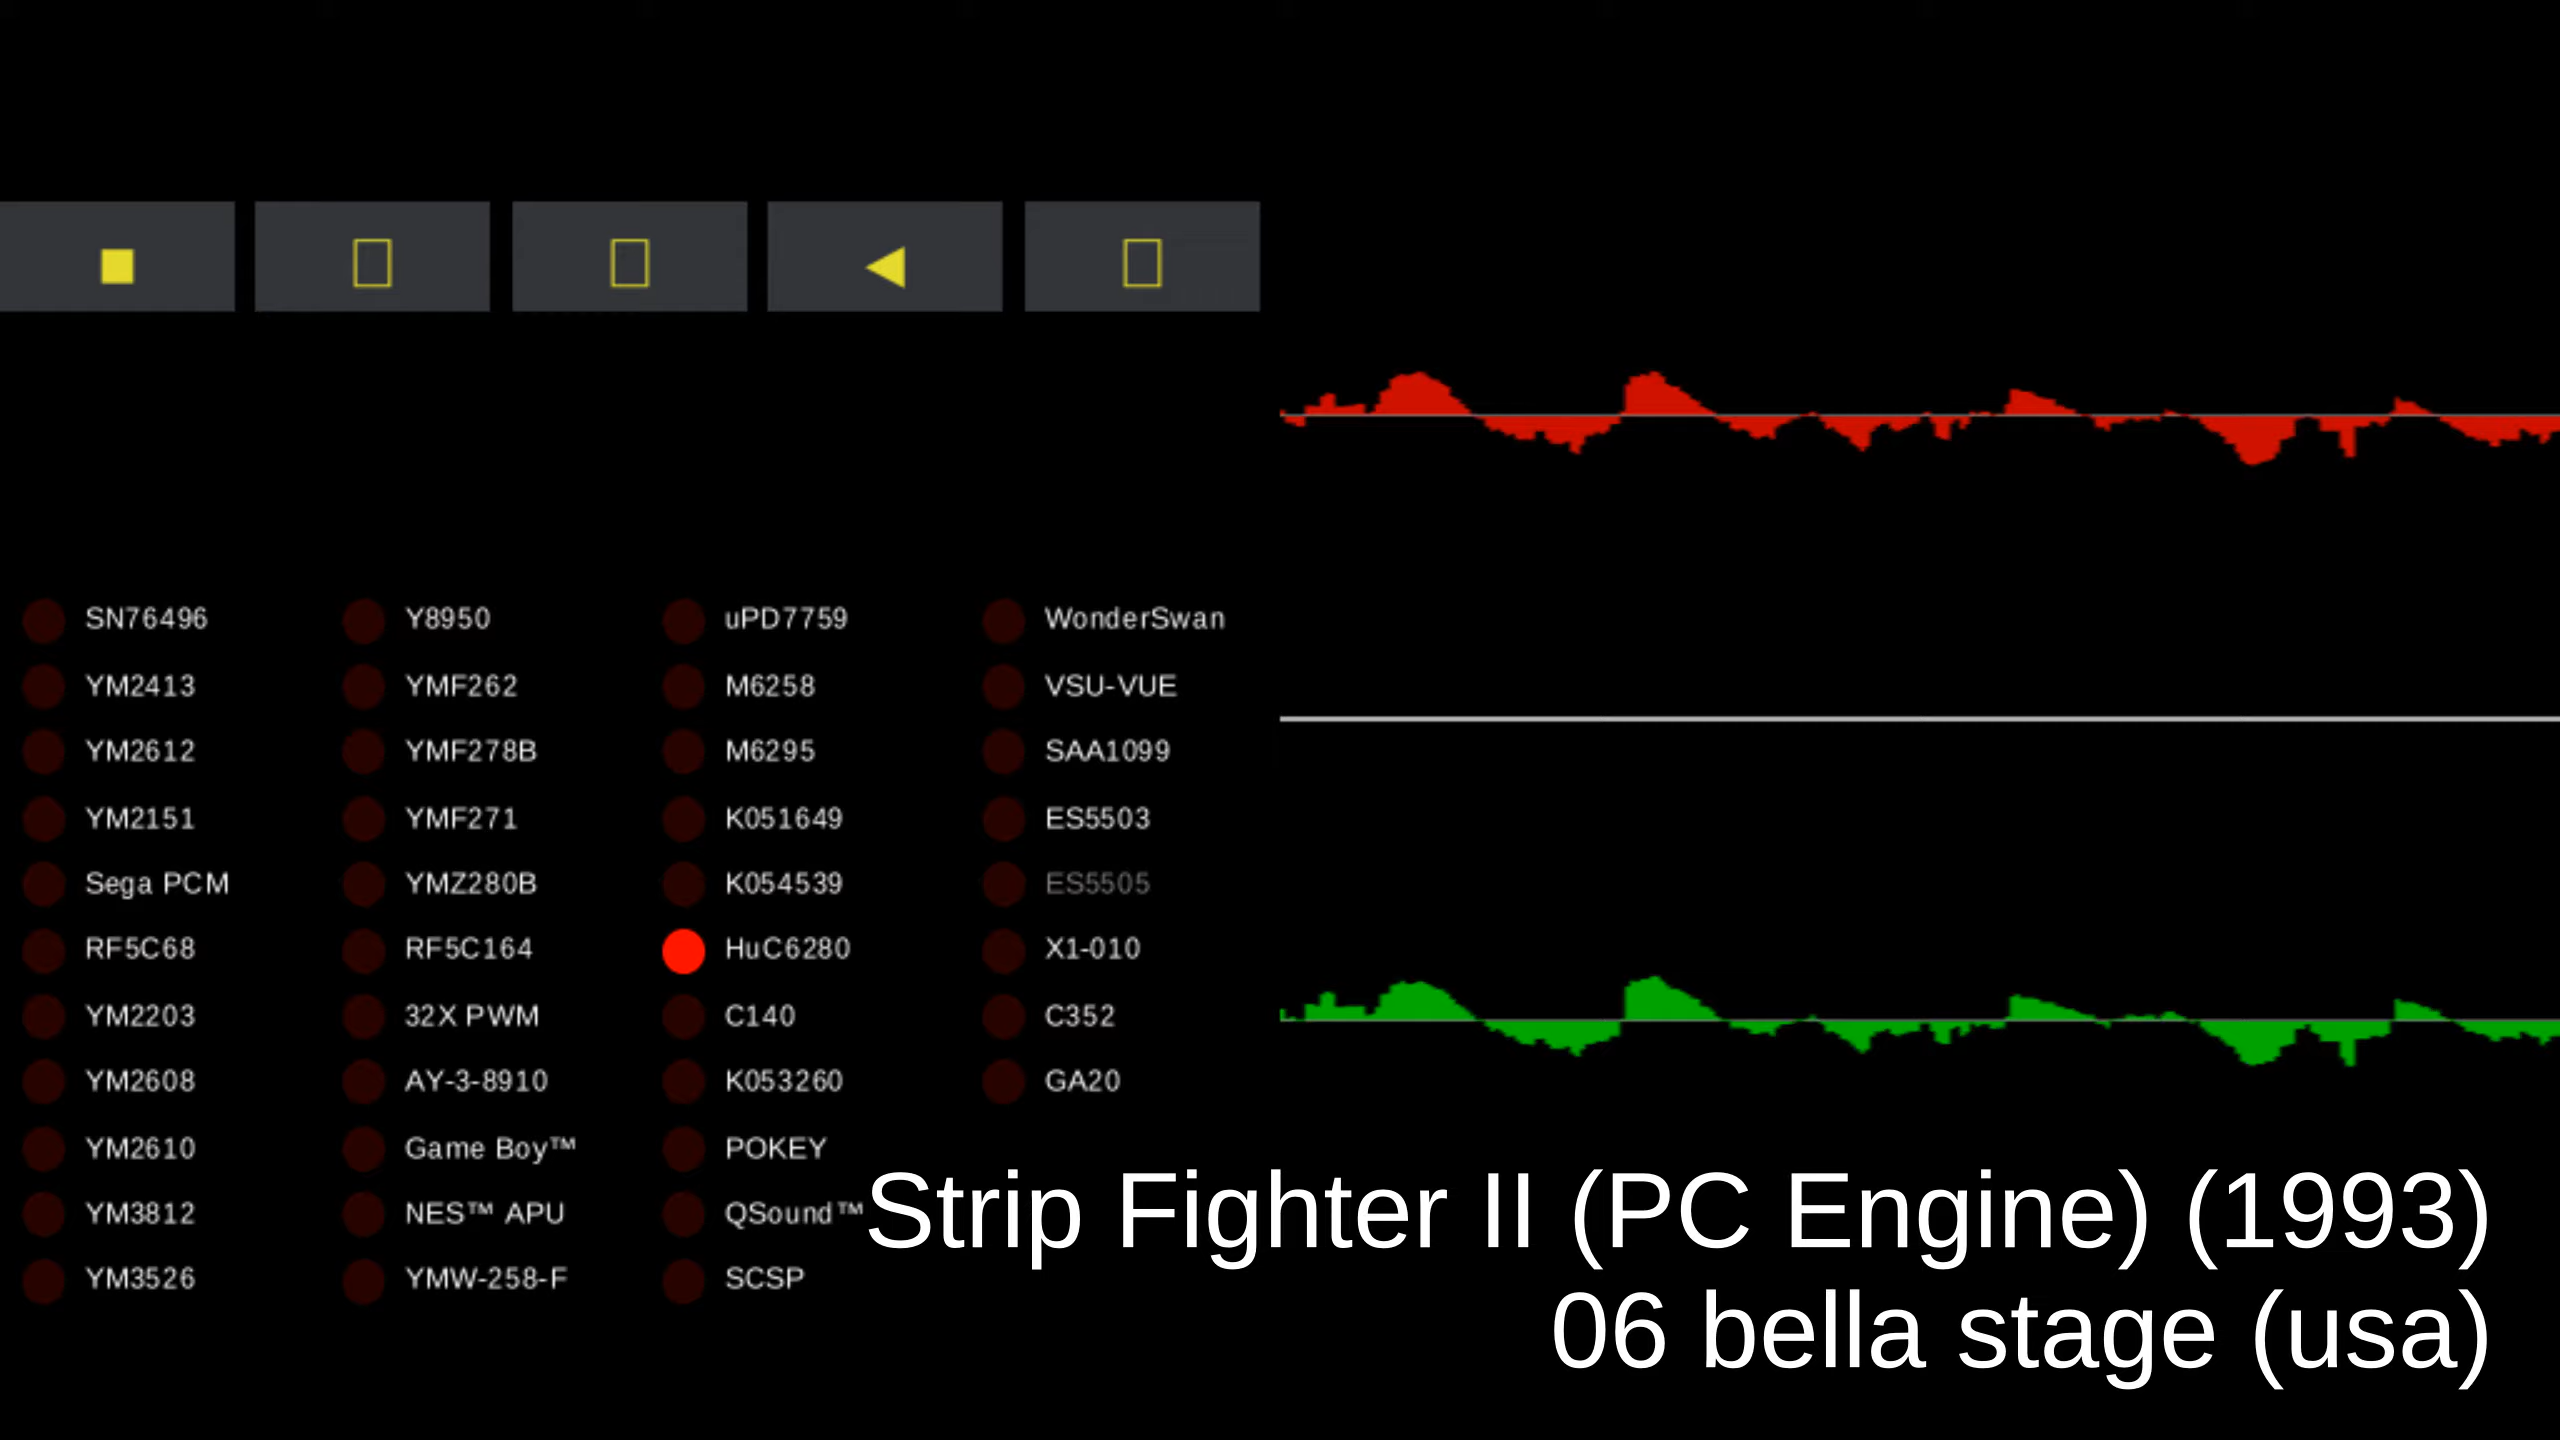 SN76496
YM2413
YM2612
YM2151
Sega PCM
RF5C68
YM2203
YM2608
YM2610
YM3812
YM3526
Y8950
YMF262
YMF278B
YMF271
YMZ280B
RF5C164
32X PWM
AY-3-8910
Game Boy™
NES™ APU
YMW-258-F
uPD7759
M6258
M6295
K051649
K054539
HuC6280
C140
K053260
POKEY
QSound™
SCSP
WonderSwan
VSU-VUE
SAA1099
ES5503
ES5505
X1-010
C352
GA20
Strip Fighter II (PC Engine) (1993)
06 bella stage (usa)